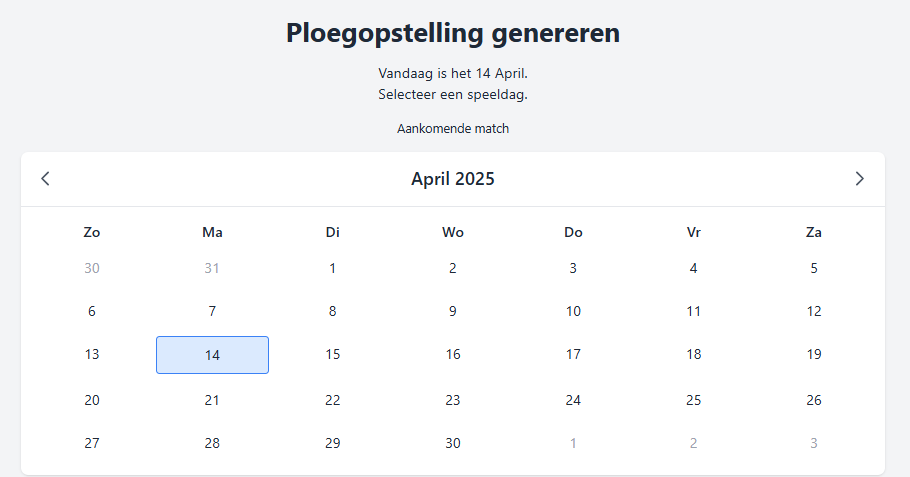 Ploegopstelling genereren
Vandaag is het 14 April.
Selecteer een speeldag.
Aankomende match
April 2025
Zo Ma Di Wo Do Vr Za
30 31 1 2 3 4 5
6 7 8 9 10 11 12
13 14 15 16 17 18 19
20 21 22 23 24 25 26
27 28 29 30 1 2 3